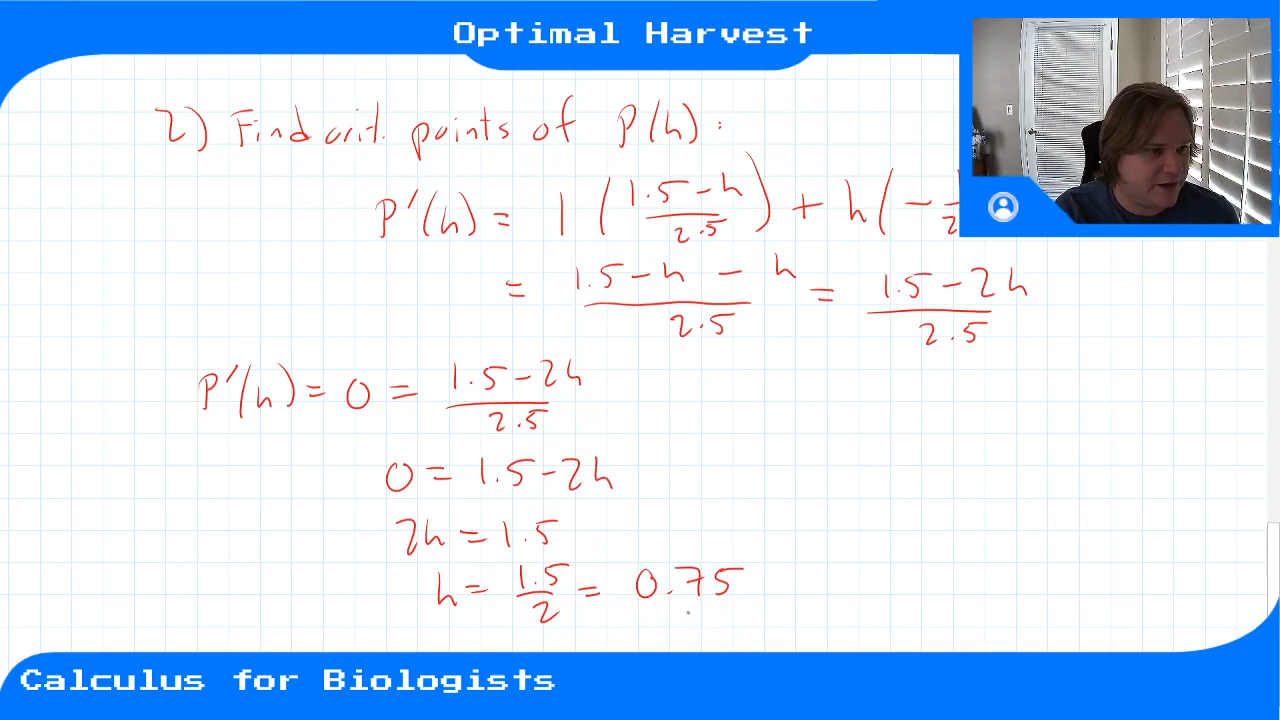 Optimal Harvest
2) Find crit. points of P(h):
P'(h) = 1 (1.5 - h / 2.5) + h( -
= 1.5 - h - h / 2.5 = 1.5 - 2h / 2.5
P'(h) = 0 = 1.5 - 2h / 2.5
0 = 1.5 - 2h
2h = 1.5
h = 1.5 / 2 = 0.75
Calculus for Biologists